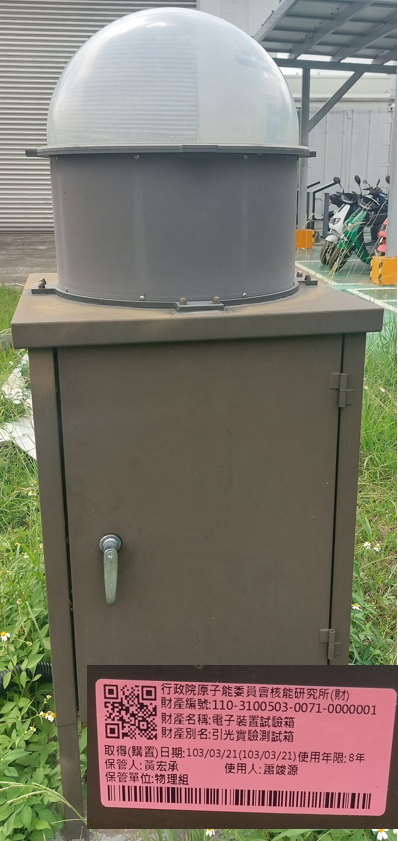 行政院原子能委員會核能研究所(財)
財產編號:110-3100503-0071-0000001
財產名稱:電子裝置試驗箱
財產別名:引光實驗測試箱
取得(購置)日期:103/03/21(103/03/21)使用年限:8年
保管人:黃宏承 使用人:蕭竣源
保管單位:物理組